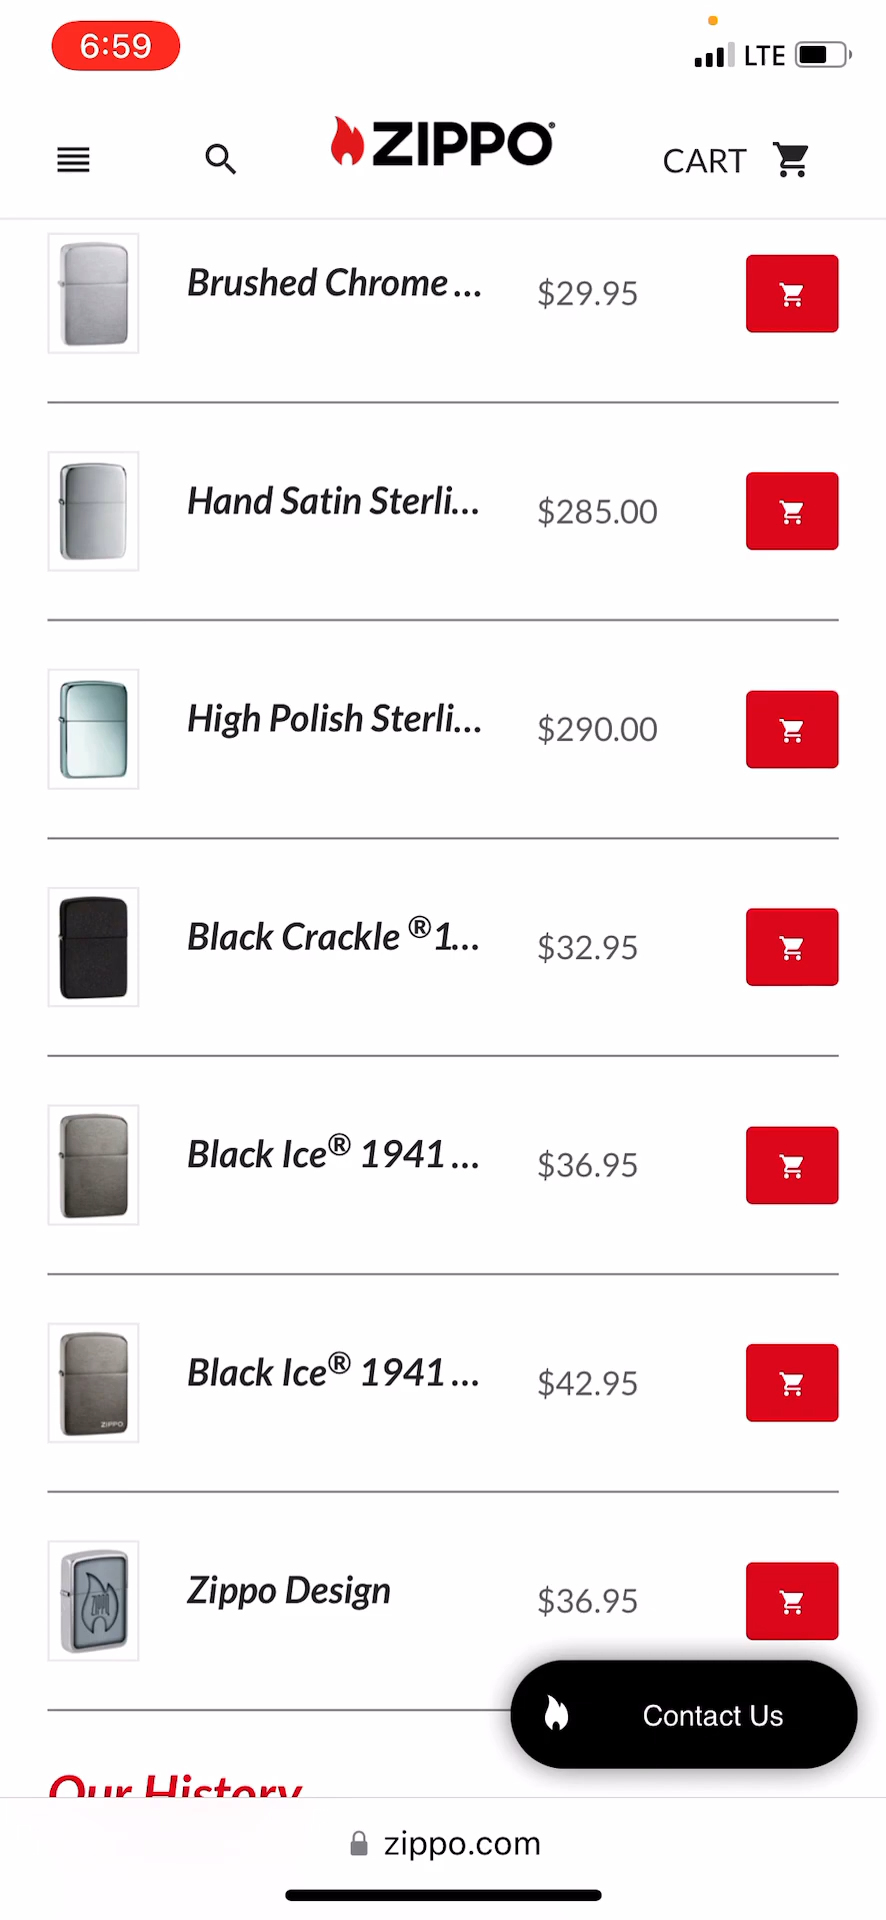 6:59
LTE
ZIPPO®
CART
Brushed Chrome...
$29.95
Hand Satin Sterli...
$285.00
High Polish Sterli...
$290.00
Black Crackle ®1...
$32.95
Black Ice® 1941...
$36.95
Black Ice® 1941...
$42.95
ZIPPO
Zippo Design
$36.95
Contact Us
Our History
zippo.com